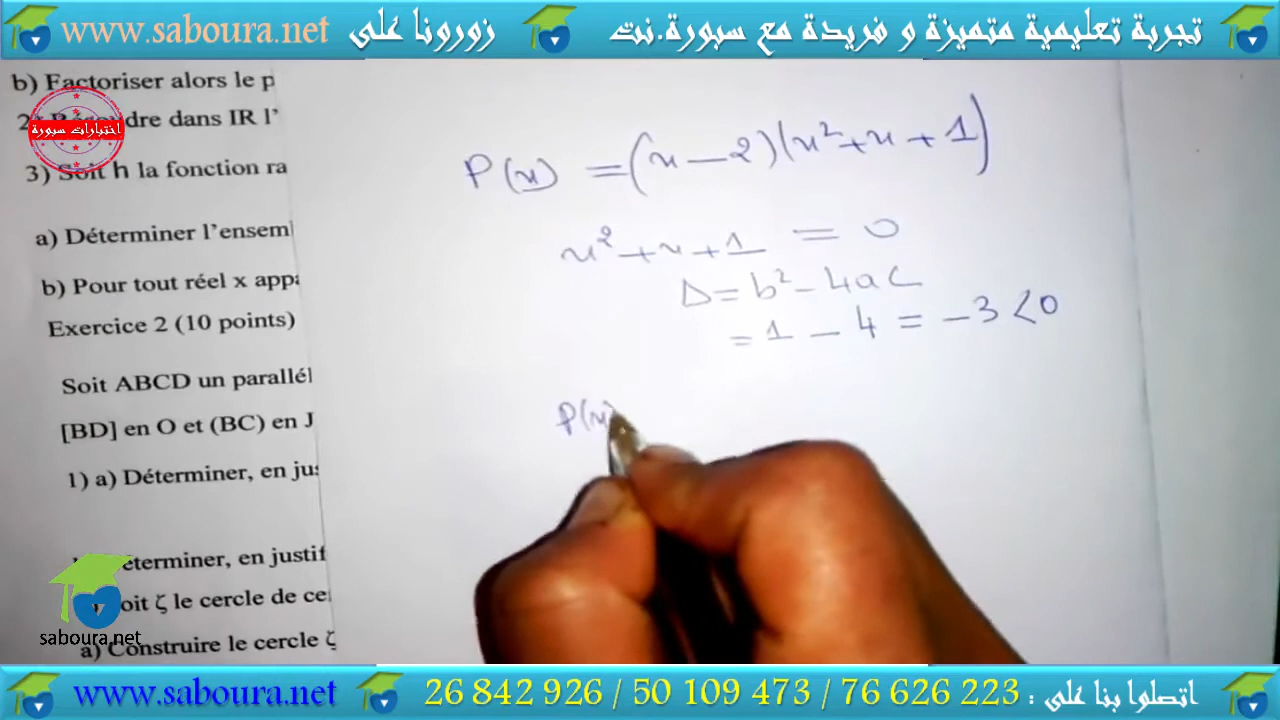 www.saboura.net تجربة تعليمية متميزة و فريدة مع سبورة.نت زورونا على
b) Factoriser alors le p
2) Résoudre dans IR l'
اختبارات سبورة
3) Soit h la fonction ra
a) Déterminer l'ensem
b) Pour tout réel x app
Exercice 2 (10 points)
Soit ABCD un parallél
[BD] en O et (BC) en J
1) a) Déterminer, en jus
éterminer, en justif
oit ζ le cercle de ce
saboura.net
a) Construire le cercle ζ
P(x) = (x-2)(x²+x+1)
x²+x+1 = 0
Δ = b² - 4ac
= 1 - 4 = -3 < 0
P(x)
www.saboura.net 26 842 926 / 50 109 473 / 76 626 223 : اتصلوا بنا على